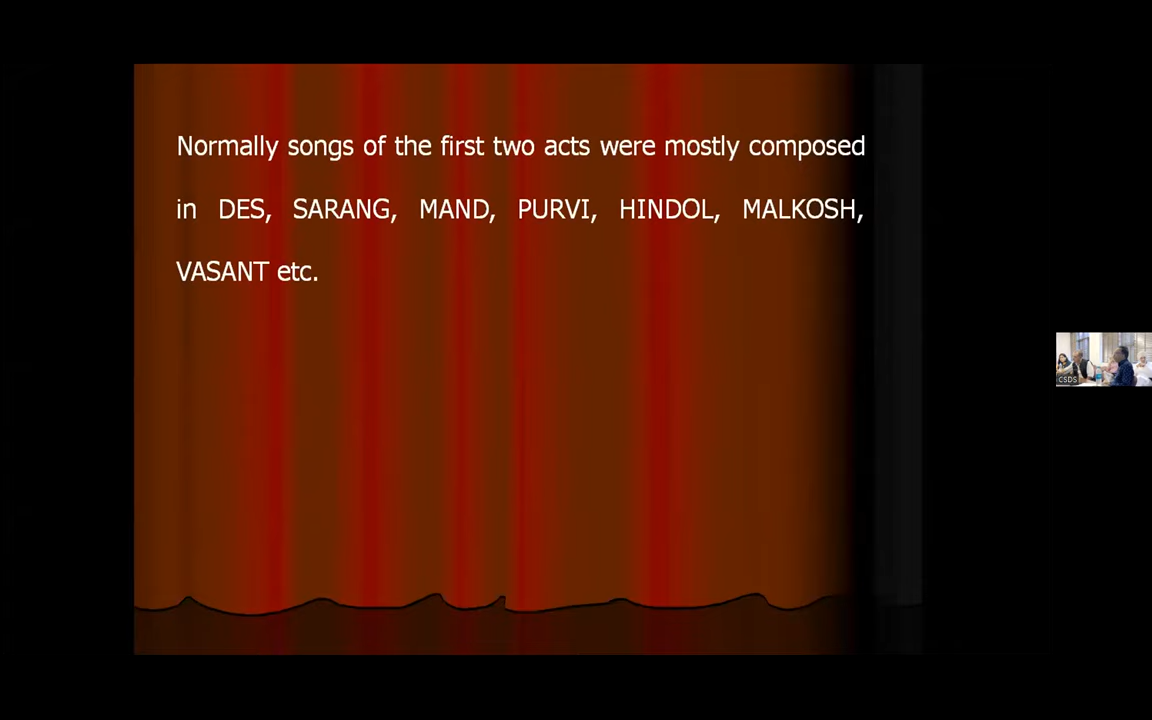 Normally songs of the first two acts were mostly composed
in DES, SARANG, MAND, PURVI, HINDOL, MALKOSH,
VASANT etc.
CSDS